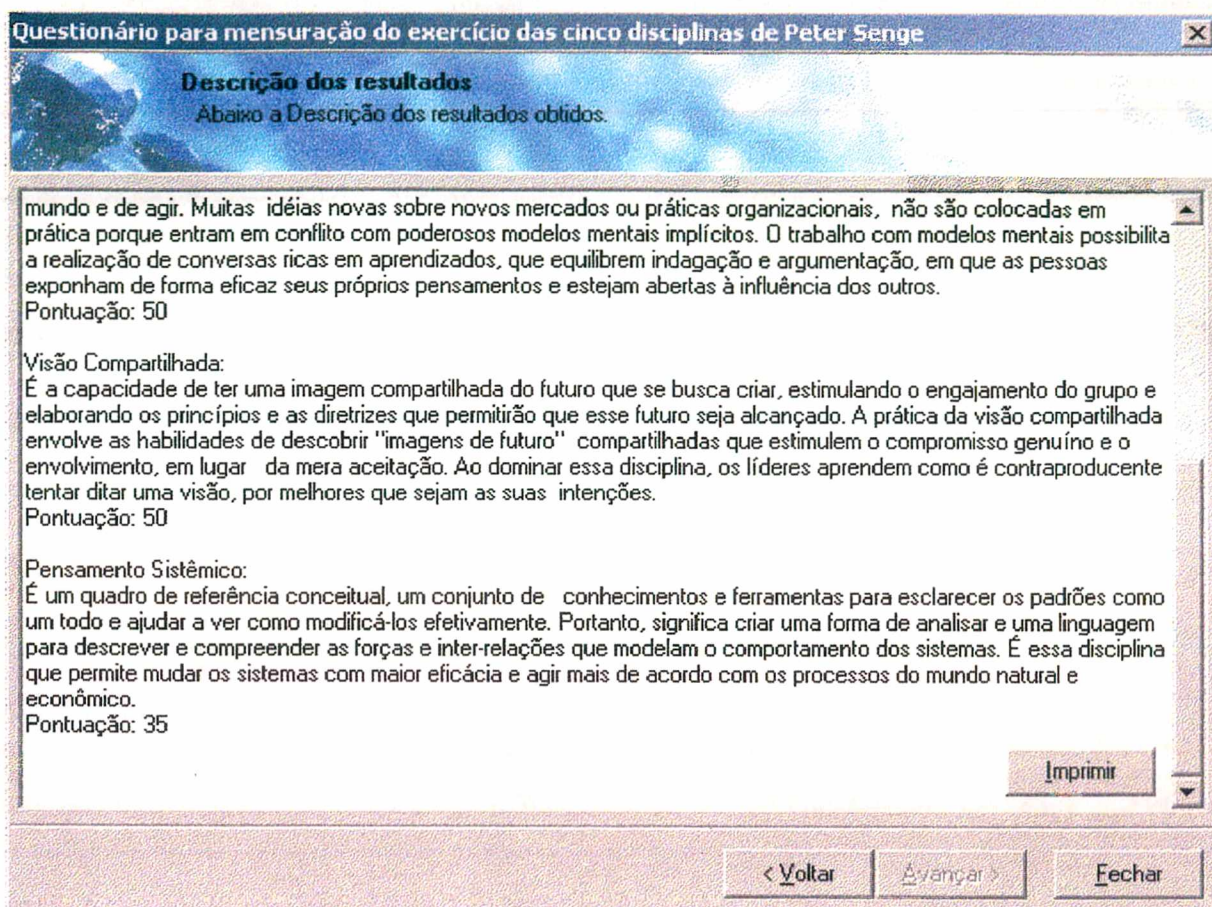 Questionário para mensuração do exercício das cinco disciplinas de Peter Senge
Descrição dos resultados
Abaixo a Descrição dos resultados obtidos.
mundo e de agir. Muitas idéias novas sobre novos mercados ou práticas organizacionais, não são colocadas em
prática porque entram em conflito com poderosos modelos mentais implícitos. O trabalho com modelos mentais possibilita
a realização de conversas ricas em aprendizados, que equilibrem indagação e argumentação, em que as pessoas
exponham de forma eficaz seus próprios pensamentos e estejam abertas à influência dos outros.
Pontuação: 50
Visão Compartilhada:
É a capacidade de ter uma imagem compartilhada do futuro que se busca criar, estimulando o engajamento do grupo e
elaborando os princípios e as diretrizes que permitirão que esse futuro seja alcançado. A prática da visão compartilhada
envolve as habilidades de descobrir "imagens de futuro" compartilhadas que estimulem o compromisso genuíno e o
envolvimento, em lugar da mera aceitação. Ao dominar essa disciplina, os líderes aprendem como é contraproducente
tentar ditar uma visão, por melhores que sejam as suas intenções.
Pontuação: 50
Pensamento Sistêmico:
É um quadro de referência conceitual, um conjunto de conhecimentos e ferramentas para esclarecer os padrões como
um todo e ajudar a ver como modificá-los efetivamente. Portanto, significa criar uma forma de analisar e uma linguagem
para descrever e compreender as forças e inter-relações que modelam o comportamento dos sistemas. É essa disciplina
que permite mudar os sistemas com maior eficácia e agir mais de acordo com os processos do mundo natural e
econômico.
Pontuação: 35
Imprimir
< Voltar
Avançar >
Fechar